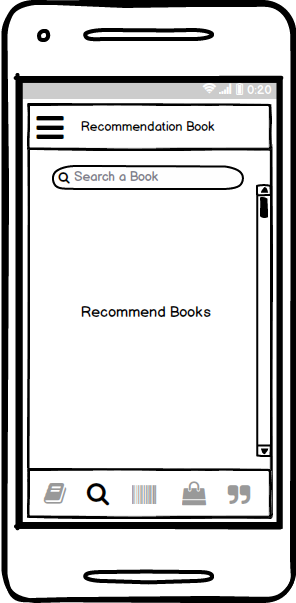 0:20
Recommendation Book
Search a Book
Recommend Books